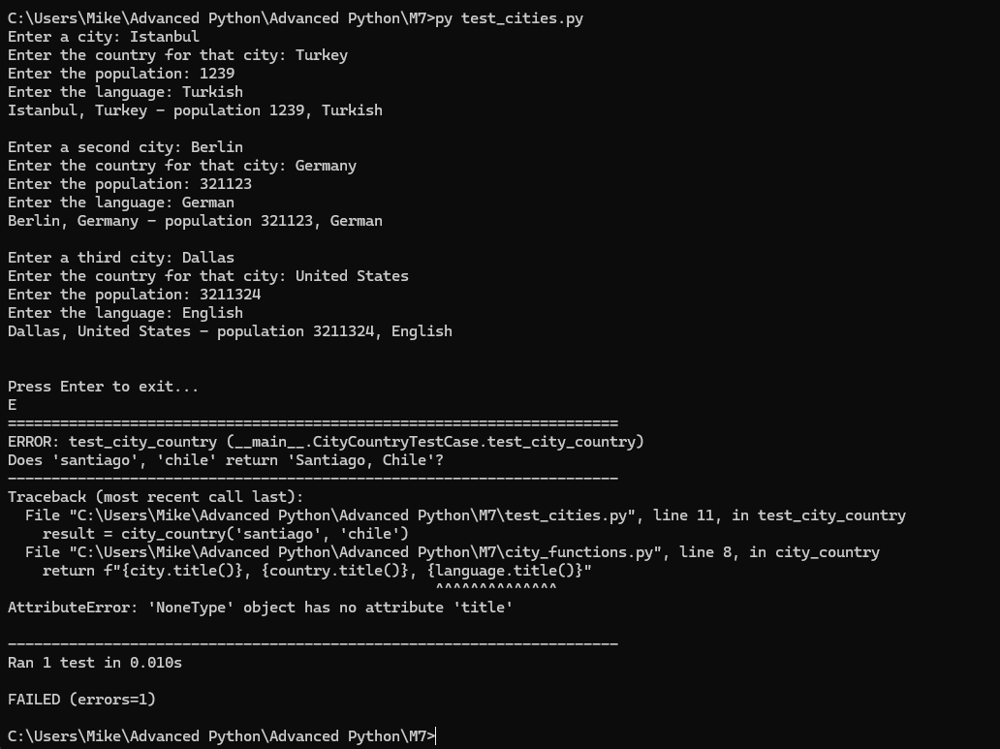 C:\Users\Mike\Advanced Python\Advanced Python\M7>py test_cities.py
Enter a city: Istanbul
Enter the country for that city: Turkey
Enter the population: 1239
Enter the language: Turkish
Istanbul, Turkey - population 1239, Turkish
Enter a second city: Berlin
Enter the country for that city: Germany
Enter the population: 321123
Enter the language: German
Berlin, Germany - population 321123, German
Enter a third city: Dallas
Enter the country for that city: United States
Enter the population: 3211324
Enter the language: English
Dallas, United States - population 3211324, English
Press Enter to exit...
E
======================================================================
ERROR: test_city_country (__main__.CityCountryTestCase.test_city_country)
Does 'santiago', 'chile' return 'Santiago, Chile'?
----------------------------------------------------------------------
Traceback (most recent call last):
  File "C:\Users\Mike\Advanced Python\Advanced Python\M7\test_cities.py", line 11, in test_city_country
    result = city_country('santiago', 'chile')
  File "C:\Users\Mike\Advanced Python\Advanced Python\M7\city_functions.py", line 8, in city_country
    return f"{city.title()}, {country.title()}, {language.title()}"
                                                 ^^^^^^^^^^^^^^
AttributeError: 'NoneType' object has no attribute 'title'
----------------------------------------------------------------------
Ran 1 test in 0.010s
FAILED (errors=1)
C:\Users\Mike\Advanced Python\Advanced Python\M7>